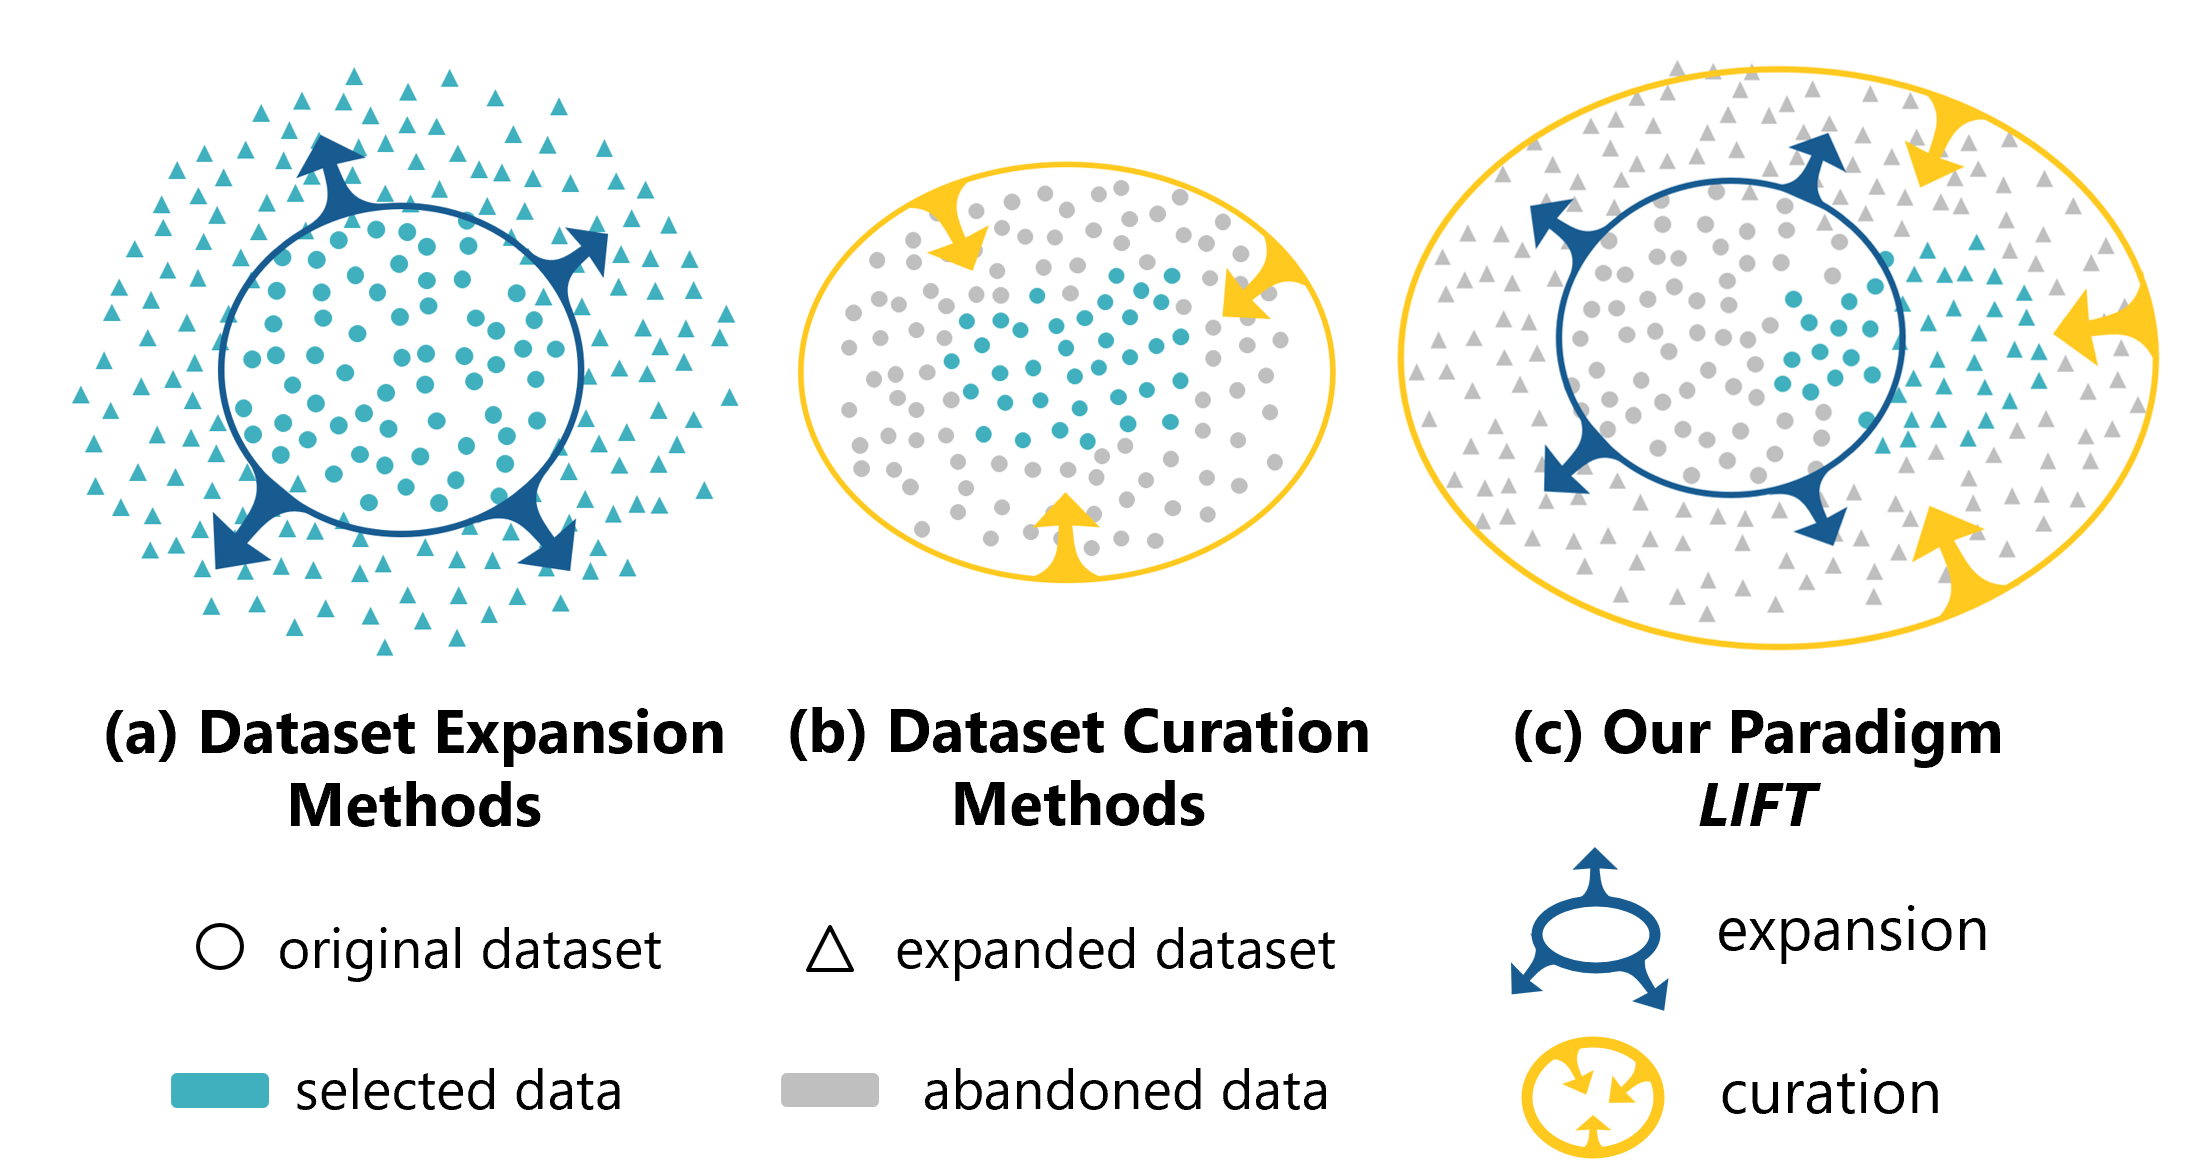 (a) Dataset Expansion
Methods
(b) Dataset Curation
Methods
(c) Our Paradigm
LIFT
original dataset
expanded dataset
expansion
selected data
abandoned data
curation